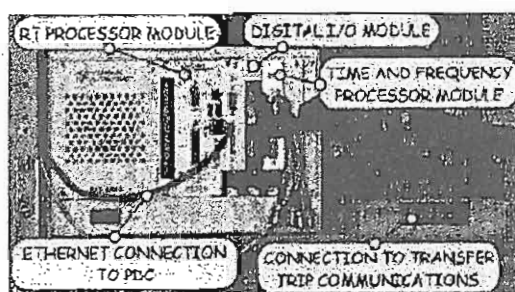 RT PROCESSOR MODULE
DIGITAL I/O MODULE
TIME AND FREQUENCY
PROCESSOR MODULE
ETHERNET CONNECTION
TO PDC
CONNECTION TO TRANSFER
TRIP COMMUNICATIONS